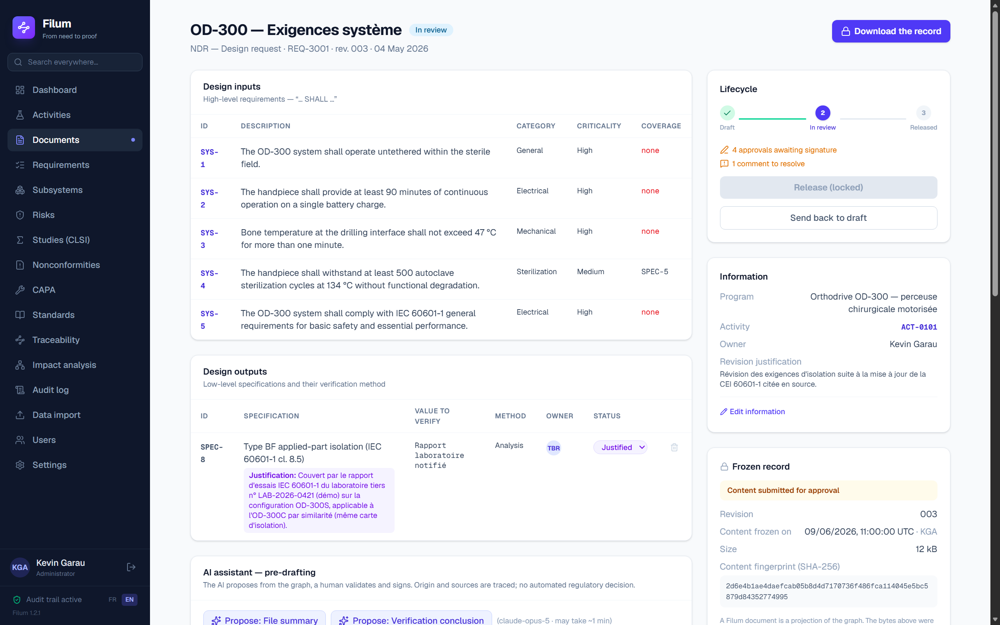 Filum
From need to proof
Search everywhere...
Dashboard
Activities
Documents
Requirements
Subsystems
Risks
Studies (CLSI)
Nonconformities
CAPA
Standards
Traceability
Impact analysis
Audit log
Data import
Users
Settings
KGA
Kevin Garau
Administrator
Audit trail active
FR EN
Filum 1.2.1
OD-300 — Exigences système In review
NDR — Design request · REQ-3001 · rev. 003 · 04 May 2026
Download the record
Design inputs
High-level requirements — “... SHALL ...”
ID DESCRIPTION CATEGORY CRITICALITY COVERAGE
SYS-1 The OD-300 system shall operate untethered within the sterile
field. General High none
SYS-2 The handpiece shall provide at least 90 minutes of continuous
operation on a single battery charge. Electrical High none
SYS-3 Bone temperature at the drilling interface shall not exceed 47 °C
for more than one minute. Mechanical High none
SYS-4 The handpiece shall withstand at least 500 autoclave
sterilization cycles at 134 °C without functional degradation. Sterilization Medium SPEC-5
SYS-5 The OD-300 system shall comply with IEC 60601-1 general
requirements for basic safety and essential performance. Electrical High none
Design outputs
Low-level specifications and their verification method
ID SPECIFICATION VALUE TO VERIFY METHOD OWNER STATUS
SPEC-8 Type BF applied-part isolation (IEC
60601-1 cl. 8.5)
Justification: Couvert par le rapport
d'essais IEC 60601-1 du laboratoire tiers
n° LAB-2026-0421 (démo) sur la
configuration OD-300S, applicable à
l'OD-300C par similarité (même carte
d'isolation).
Rapport
laboratoire
notifié
Analysis
TBR
Justified
AI assistant — pre-drafting
The AI proposes from the graph, a human validates and signs. Origin and sources are traced; no automated regulatory decision.
Propose: File summary
Propose: Verification conclusion
(claude-opus-5 · may take ~1 min)
Lifecycle
2 3
Draft In review Released
4 approvals awaiting signature
1 comment to resolve
Release (locked)
Send back to draft
Information
Program Orthodrive OD-300 — perceuse
chirurgicale motorisée
Activity ACT-0101
Owner Kevin Garau
Revision justification
Révision des exigences d'isolation suite à la mise à jour de la
CEI 60601-1 citée en source.
Edit information
Frozen record
Content submitted for approval
Revision 003
Content frozen on 09/06/2026, 11:00:00 UTC · KGA
Size 12 kB
Content fingerprint (SHA-256)
2d6e4b1ae4daefcab05b8d4d7170736f486fca114045e5bc5
879d84352774995
A Filum document is a projection of the graph. The bytes above were